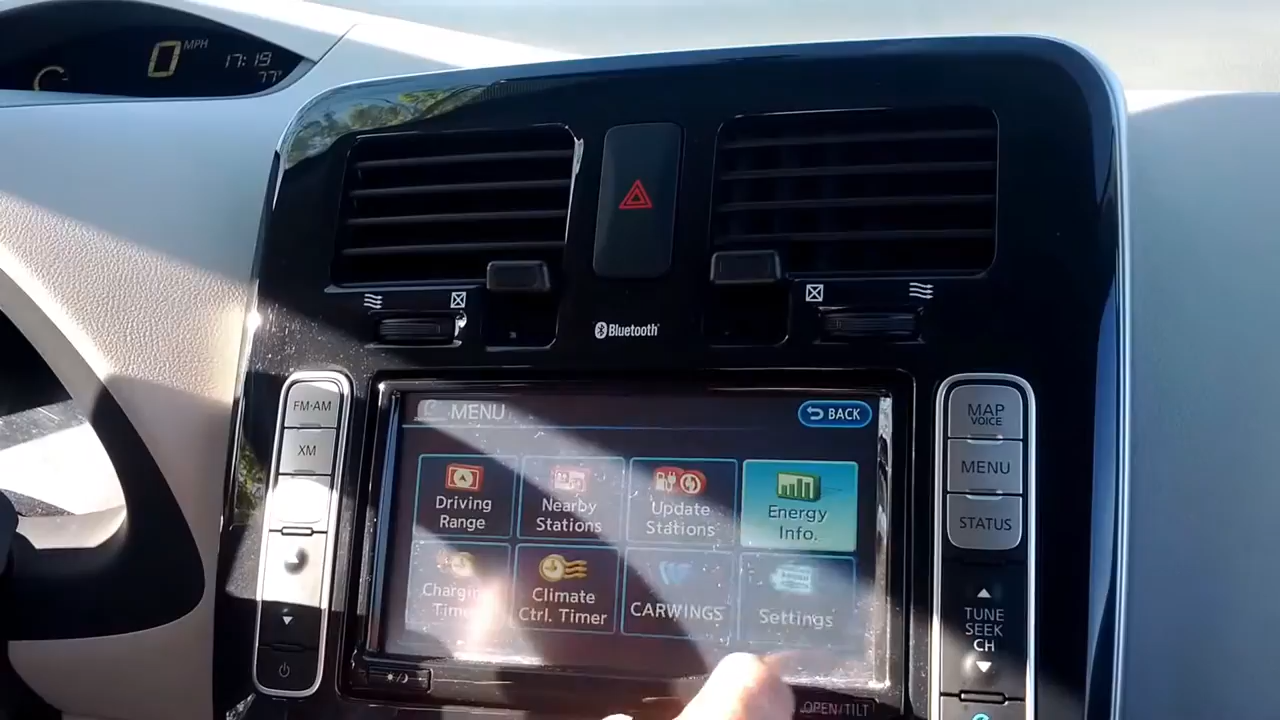 0 MPH
17:19
77°
Bluetooth
FM·AM
XM
MENU
BACK
Driving
Range
Nearby
Stations
Update
Stations
Energy
Info.
Climate
Ctrl. Timer
CARWINGS
Settings
MAP
VOICE
MENU
STATUS
TUNE
SEEK
CH
OPEN/TILT